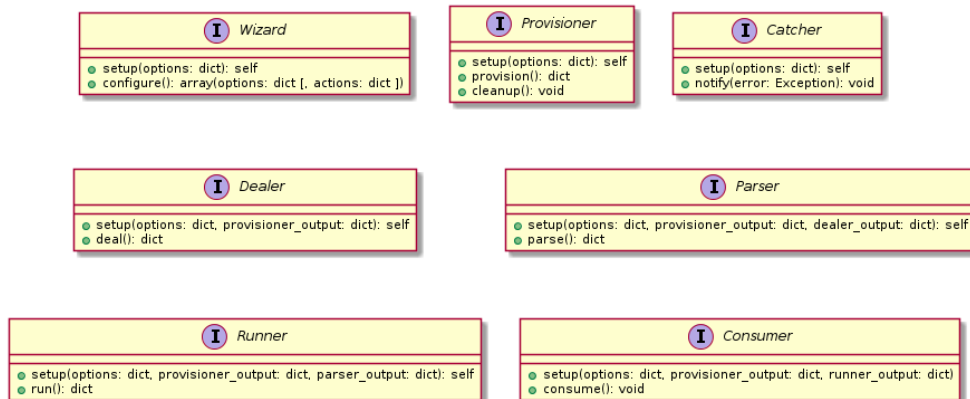 I Wizard
setup(options: dict): self
configure(): array(options: dict [, actions: dict ])
I Provisioner
setup(options: dict): self
provision(): dict
cleanup(): void
I Catcher
setup(options: dict): self
notify(error: Exception): void
I Dealer
setup(options: dict, provisioner_output: dict): self
deal(): dict
I Parser
setup(options: dict, provisioner_output: dict, dealer_output: dict): self
parse(): dict
I Runner
setup(options: dict, provisioner_output: dict, parser_output: dict): self
run(): dict
I Consumer
setup(options: dict, provisioner_output: dict, runner_output: dict)
consume(): void